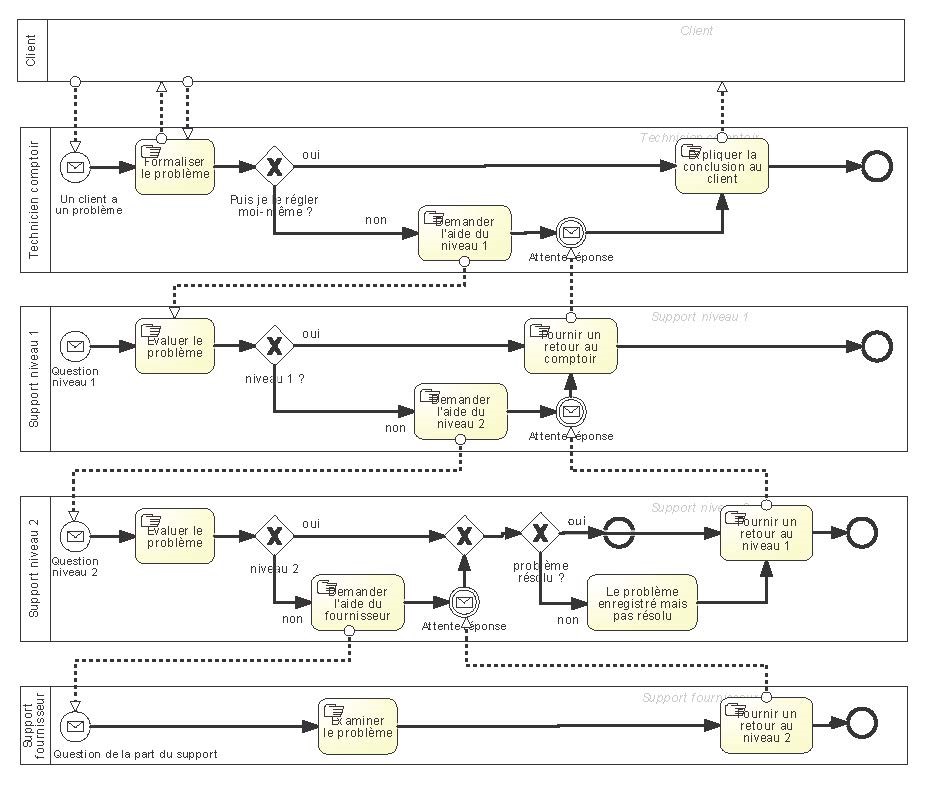 Client
Client
Technicien comptoir
Technicien comptoir
Formaliser
le problème
oui
Expliquer la
conclusion au
client
Un client a
un problème
Puis je le régler
moi-même ?
non
Demander
l'aide du
niveau 1
Attente réponse
Support niveau 1
Support niveau 1
Evaluer le
problème
oui
Fournir un
retour au
comptoir
Question
niveau 1
niveau 1 ?
non
Demander
l'aide du
niveau 2
Attente réponse
Support niveau 2
Support niveau 2
Evaluer le
problème
oui
oui
Fournir un
retour au
niveau 1
Question
niveau 2
niveau 2
problème
résolu ?
non
Demander
l'aide du
fournisseur
Attente réponse
non
Le problème
enregistré mais
pas résolu
Support
fournisseur
Support fournisseur
Examiner
le problème
Fournir un
retour au
niveau 2
Question de la part du support